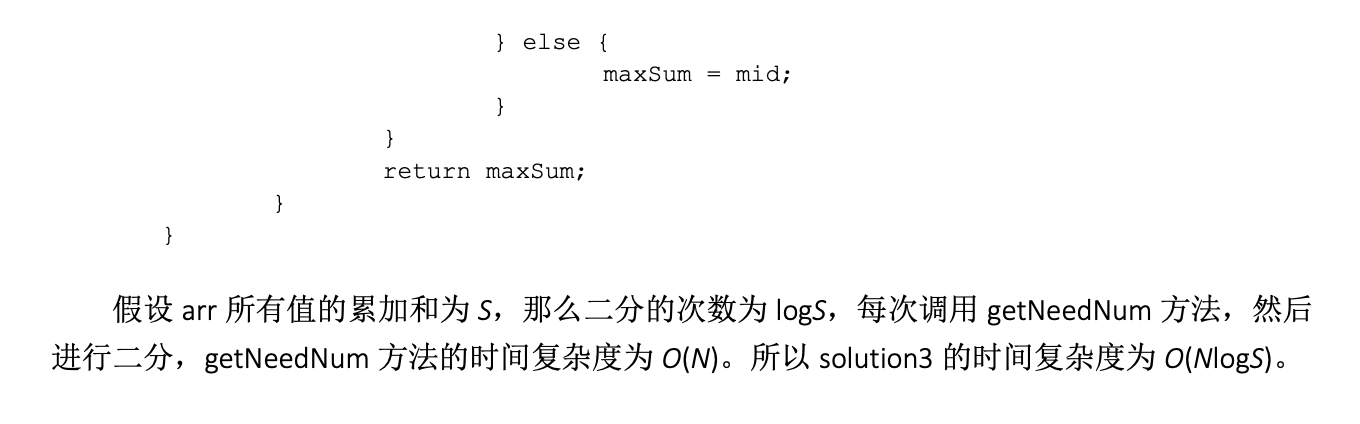 } else {
maxSum = mid;
}
}
return maxSum;
}
}
假设 arr 所有值的累加和为 S，那么二分的次数为 logS，每次调用 getNeedNum 方法，然后
进行二分，getNeedNum 方法的时间复杂度为 O(N)。所以 solution3 的时间复杂度为 O(NlogS)。